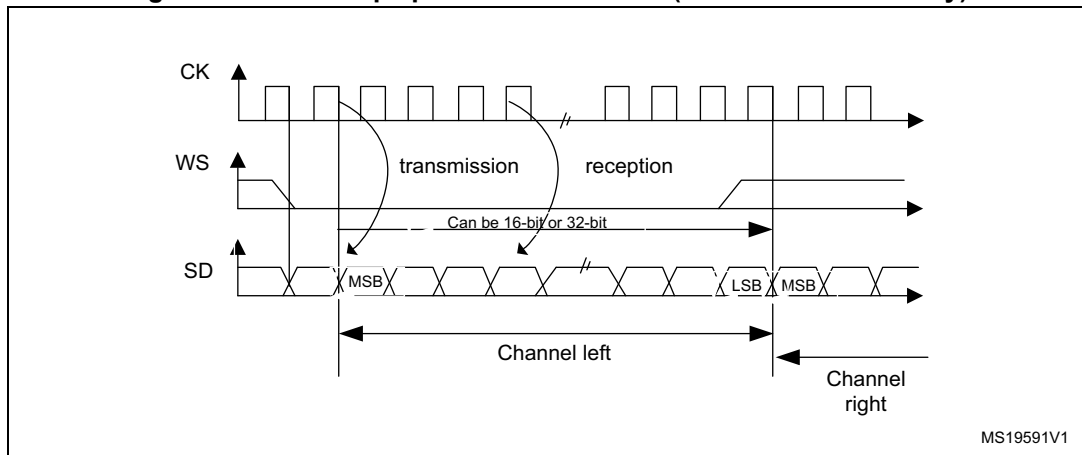 CK
WS
transmission
reception
Can be 16-bit or 32-bit
SD
MSB
LSB
MSB
Channel left
Channel
right
MS19591V1